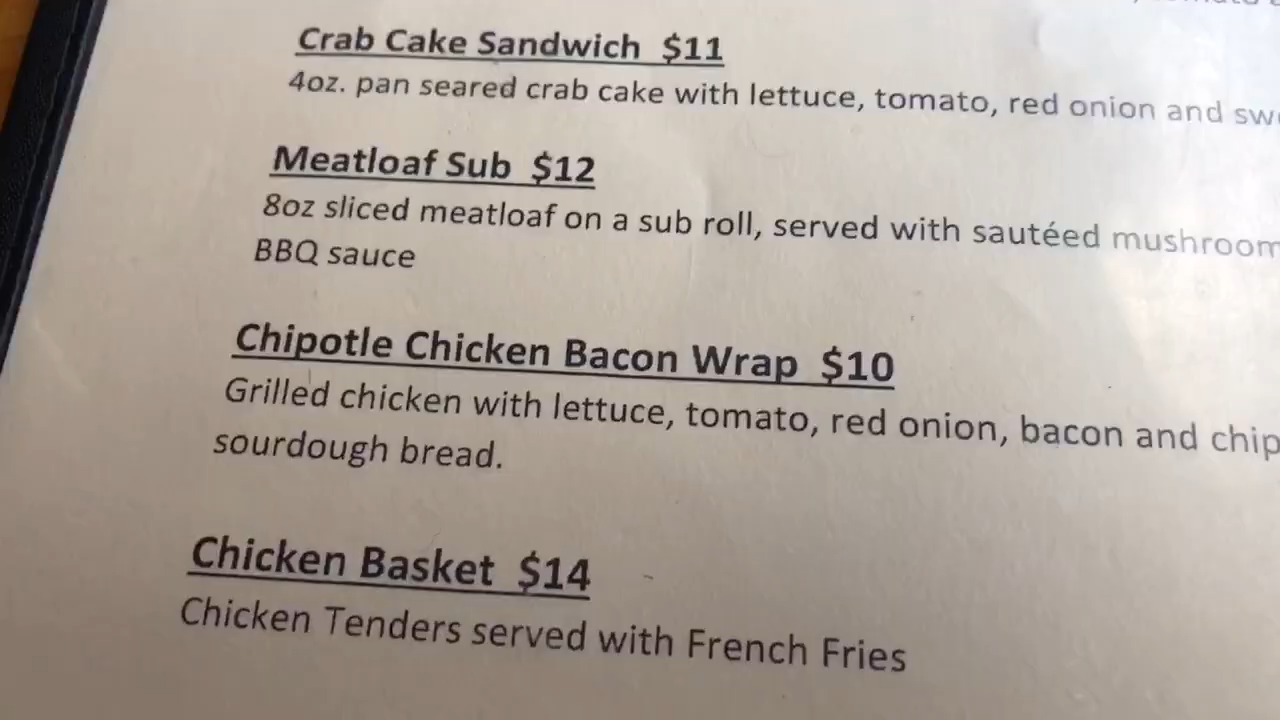 Crab Cake Sandwich $11
4oz. pan seared crab cake with lettuce, tomato, red onion and
Meatloaf Sub $12
8oz sliced meatloaf on a sub roll, served with sautéed mushroom
BBQ sauce
Chipotle Chicken Bacon Wrap $10
Grilled chicken with lettuce, tomato, red onion, bacon and chip
sourdough bread.
Chicken Basket $14
Chicken Tenders served with French Fries